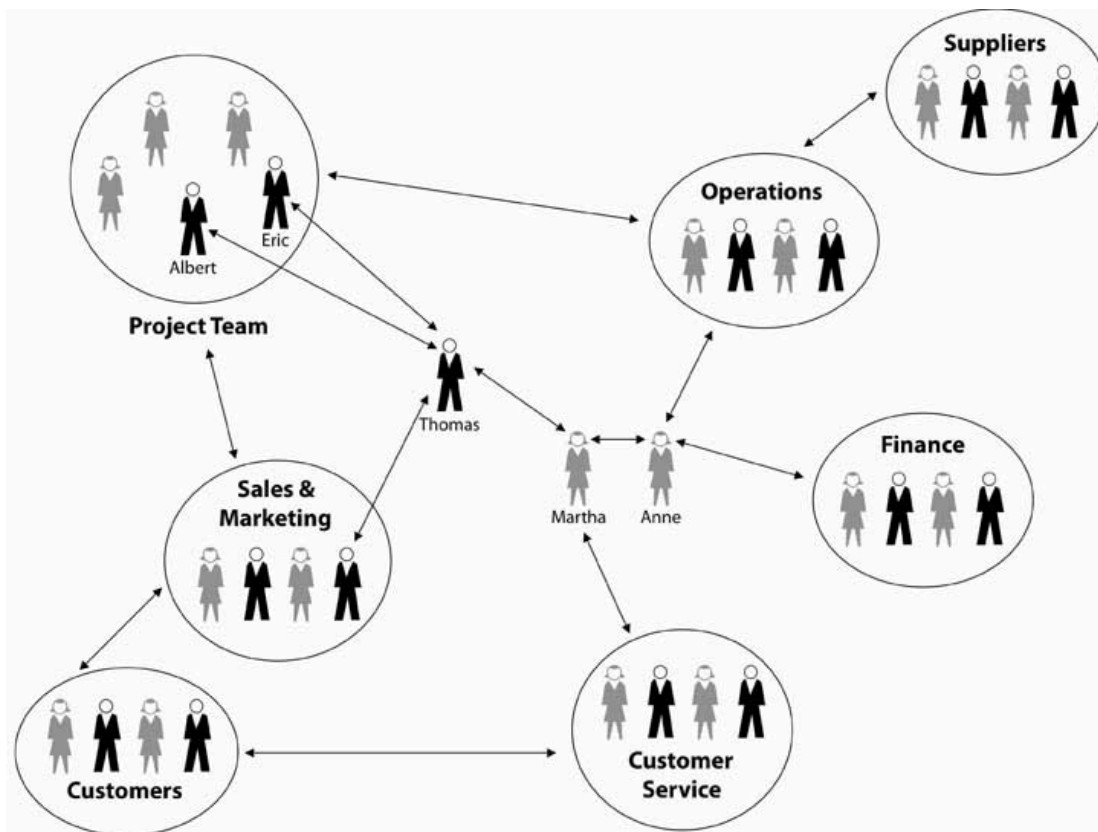 Suppliers
Operations
Eric
Albert
Project Team
Thomas
Finance
Sales &
Marketing
Martha
Anne
Customer
Service
Customers